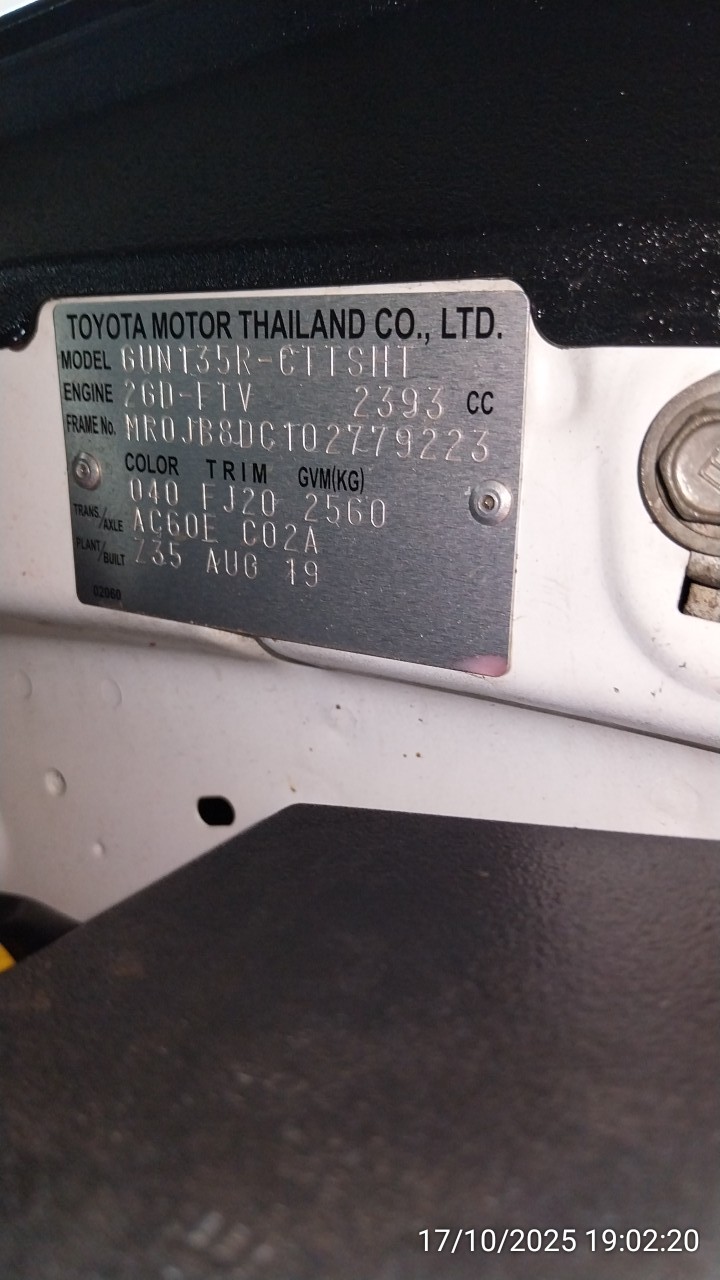 TOYOTA MOTOR THAILAND CO., LTD.
MODEL GUN135R-CTTSHT
ENGINE 2GD-FTV 2393 CC
FRAME No. MR0JB8DC102779223
COLOR TRIM GVM(KG)
040 FJ20 2560
TRANS/AXLE AC60E C02A
PLANT/BUILT Z35 AUG 19
02060
17/10/2025 19:02:20